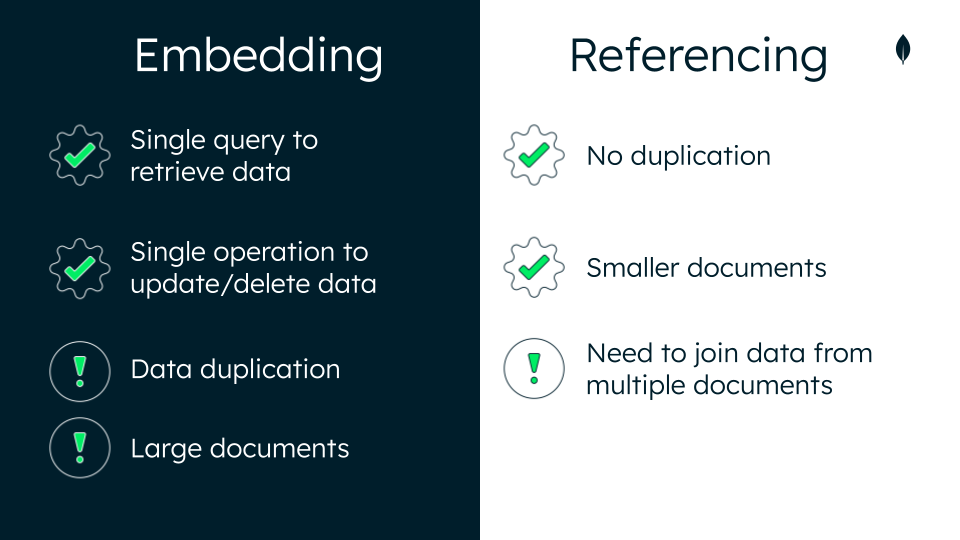 Embedding
Single query to
retrieve data
Single operation to
update/delete data
Data duplication
Large documents
Referencing
No duplication
Smaller documents
Need to join data from
multiple documents